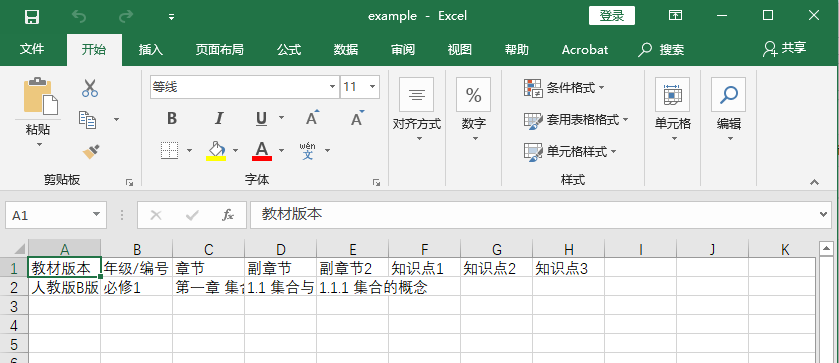 example - Excel
登录
文件 开始 插入 页面布局 公式 数据 审阅 视图 帮助 Acrobat 搜索 共享
等线 11
条件格式
B I U A A
套用表格格式
粘贴 对齐方式 % 数字 单元格 编辑
A wén 文
单元格样式
剪贴板 字体 样式
A1 fx 教材版本
A B C D E F G H I J K
1 教材版本 年级/编号 章节 副章节 副章节2 知识点1 知识点2 知识点3
2 人教版B版 必修1 第一章 集合 1.1 集合与 1.1.1 集合的概念
3
4
5